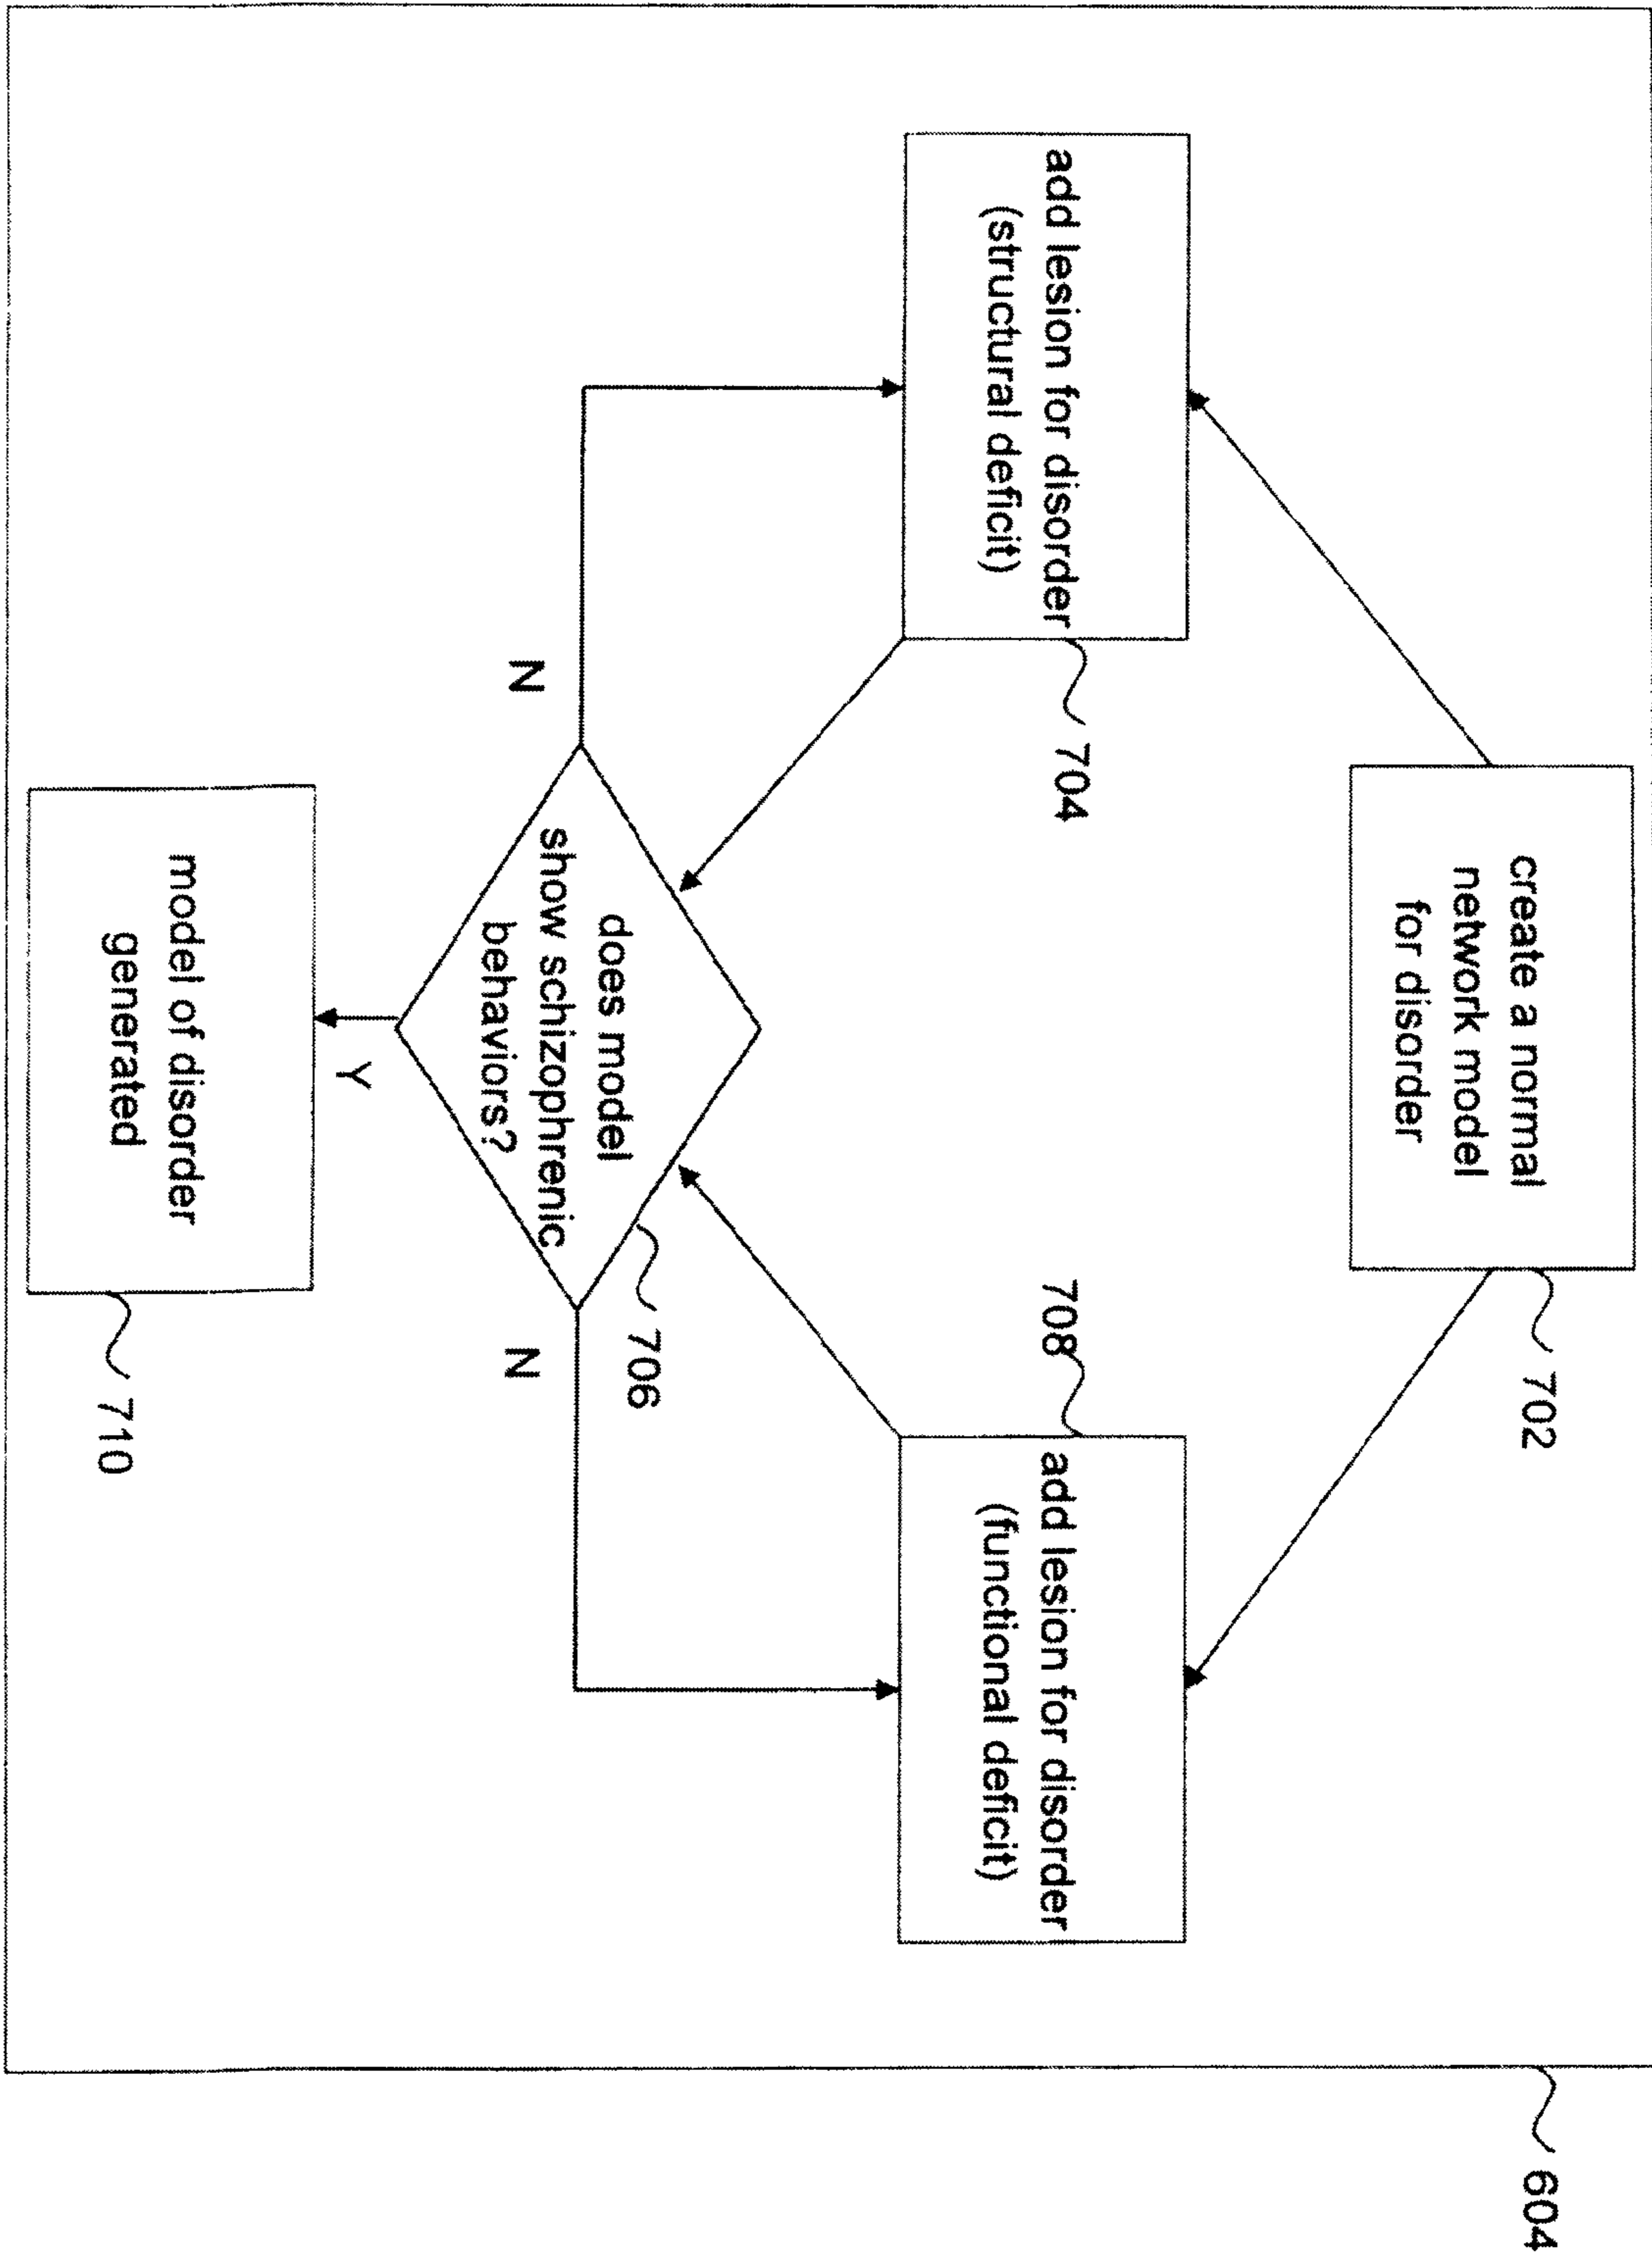 create a normal
network model
for disorder
702
604
add lesion for disorder
(structural deficit)
704
708
add lesion for disorder
(functional deficit)
does model
show schizophrenic
behaviors?
706
N
N
Y
model of disorder
generated
710